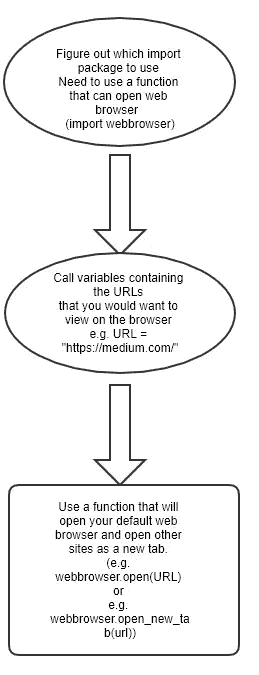 Figure out which import
package to use
Need to use a function
that can open web
browser
(import webbrowser)
Call variables containing
the URLs
that you would want to
view on the browser
e.g. URL =
"https://medium.com/"
Use a function that will
open your default web
browser and open other
sites as a new tab.
(e.g.
webbrowser.open(URL)
or
e.g.
webbrowser.open_new_ta
b(url))